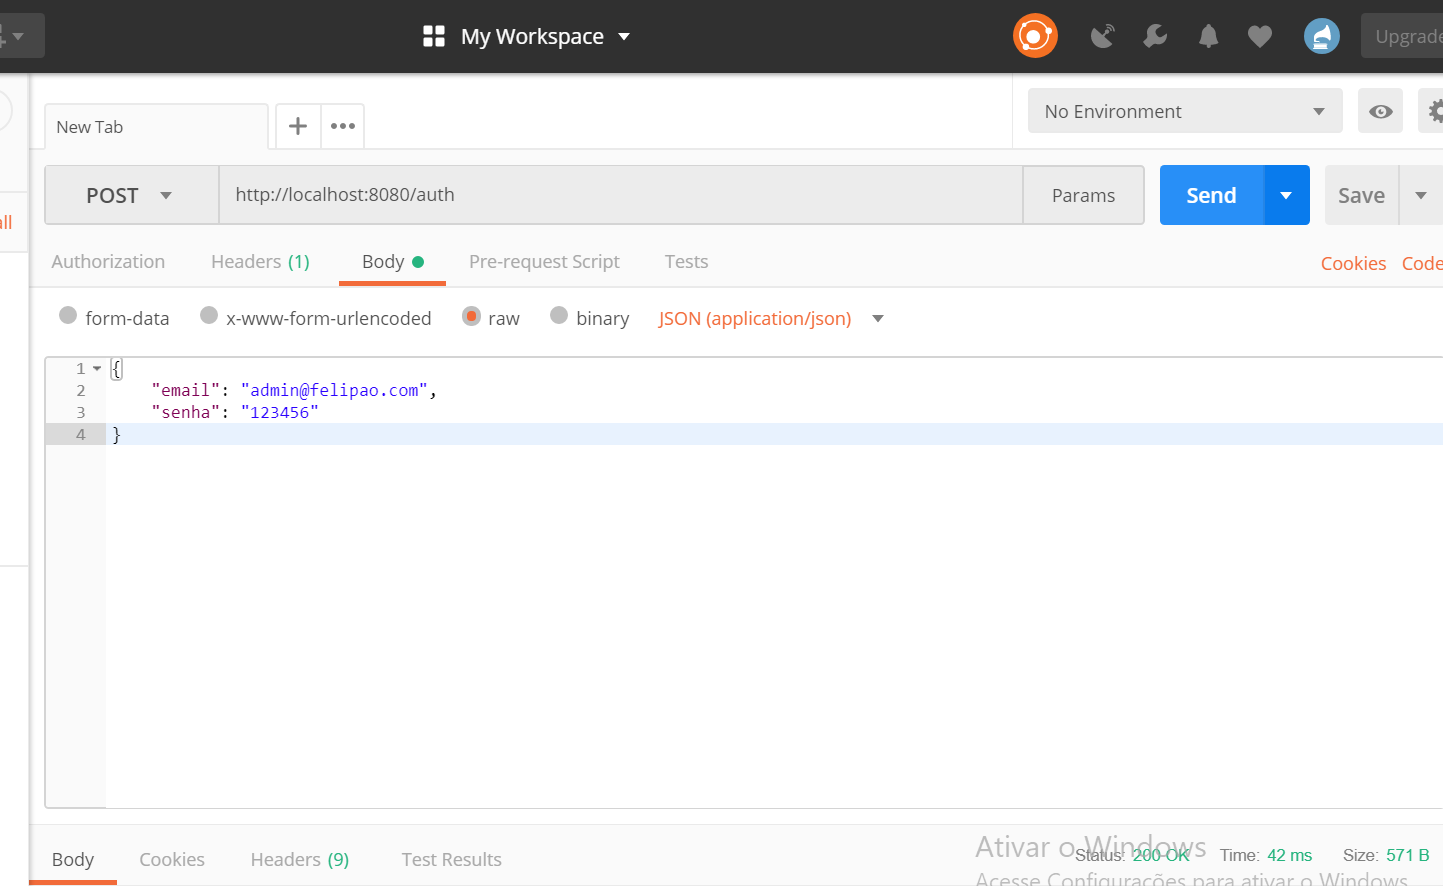 My Workspace
Upgrade
New Tab
No Environment
POST
http://localhost:8080/auth
Params
Send
Save
all
Authorization
Headers (1)
Body
Pre-request Script
Tests
Cookies
Code
form-data
x-www-form-urlencoded
raw
binary
JSON (application/json)
1 {
2 "email": "admin@felipao.com",
3 "senha": "123456"
4 }
Body
Cookies
Headers (9)
Test Results
Ativar o Windows
Status: 200 OK
Time: 42 ms
Size: 571 B
Acesse Configurações para ativar o Windows